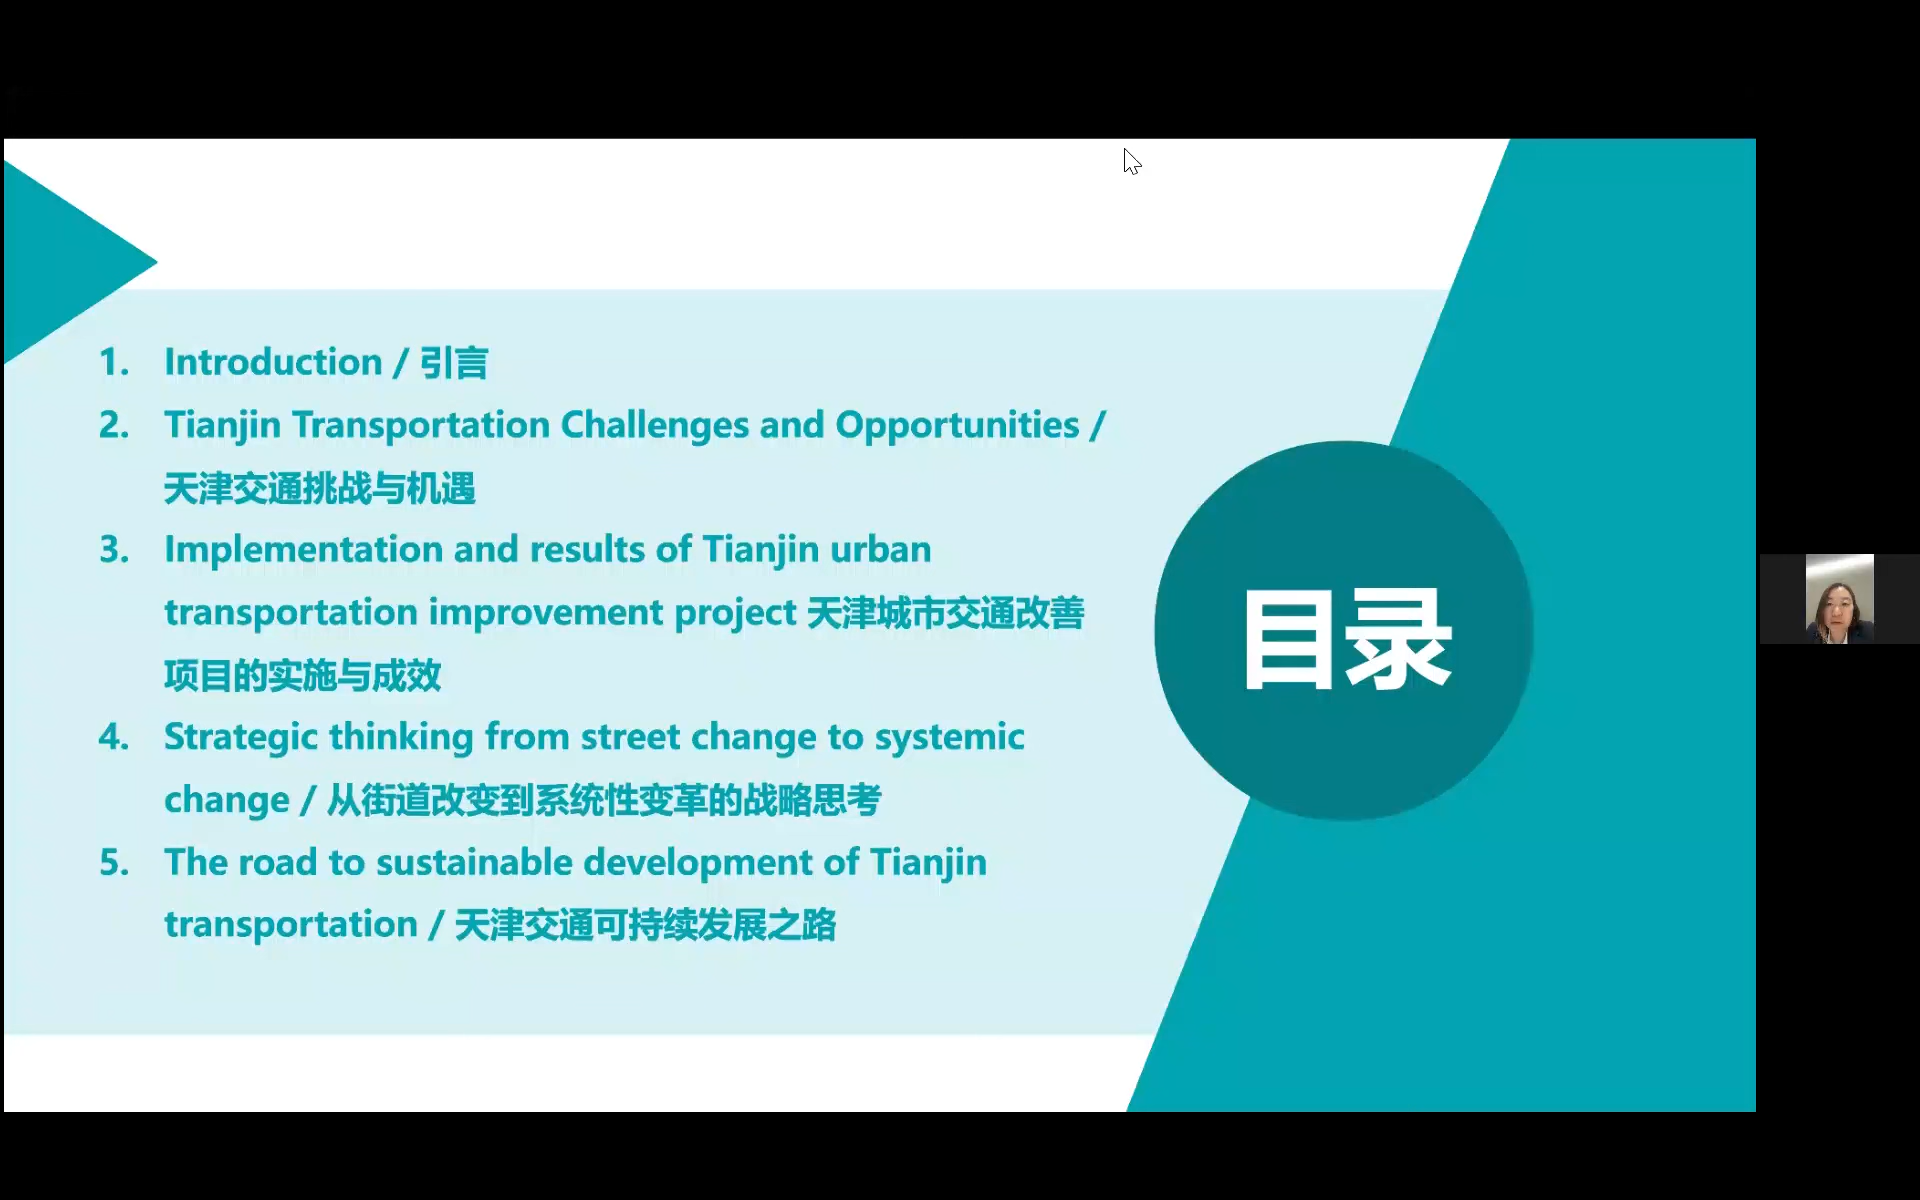 1. Introduction / 引言
2. Tianjin Transportation Challenges and Opportunities /
天津交通挑战与机遇
3. Implementation and results of Tianjin urban
transportation improvement project 天津城市交通改善
项目的实施与成效
4. Strategic thinking from street change to systemic
change / 从街道改变到系统性变革的战略思考
5. The road to sustainable development of Tianjin
transportation / 天津交通可持续发展之路
目录